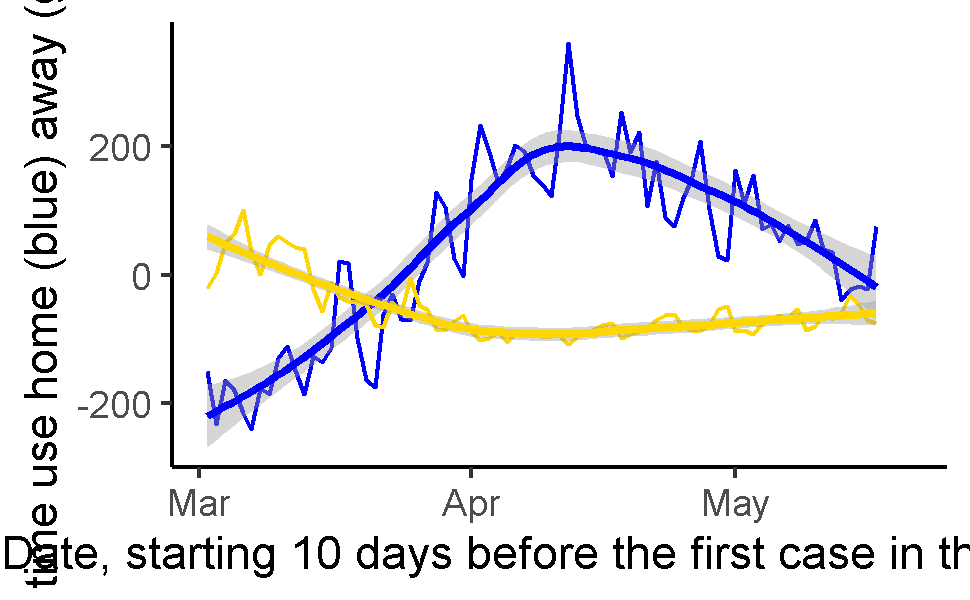 time use home (blue) away (
200
0
-200
Mar Apr May
Date, starting 10 days before the first case in th